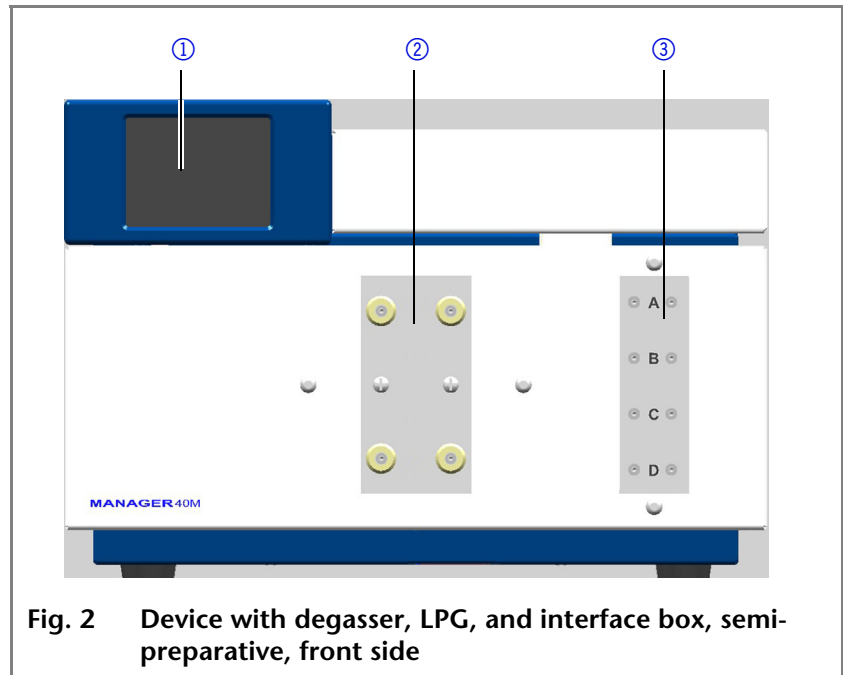 ① ② ③
A
B
C
D
MANAGER40M
Fig. 2 Device with degasser, LPG, and interface box, semi-
preparative, front side